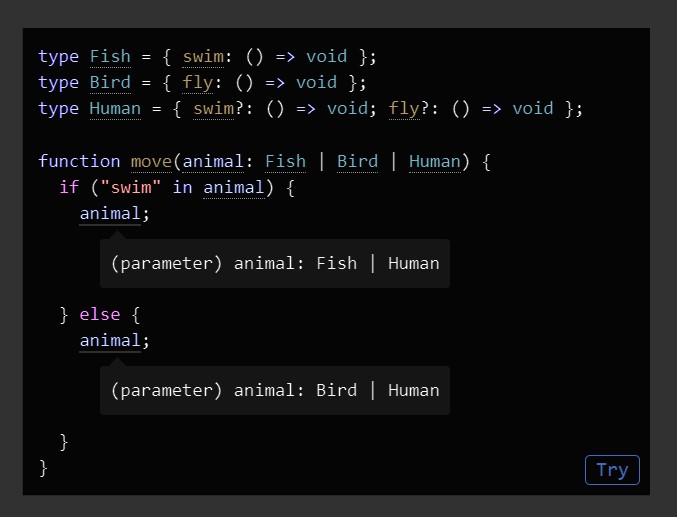 type Fish = { swim: () => void };
type Bird = { fly: () => void };
type Human = { swim?: () => void; fly?: () => void };
function move(animal: Fish | Bird | Human) {
if ("swim" in animal) {
animal;
(parameter) animal: Fish | Human
} else {
animal;
(parameter) animal: Bird | Human
}
}
Try